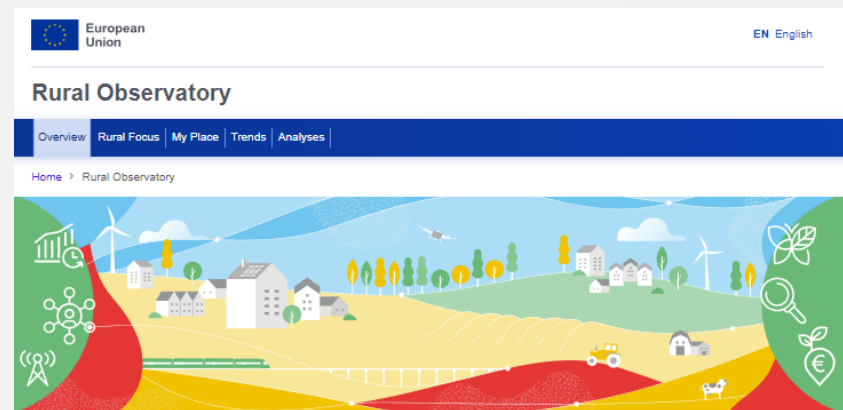 European
Union
EN English
Rural Observatory
Overview Rural Focus My Place Trends Analyses
Home > Rural Observatory
€